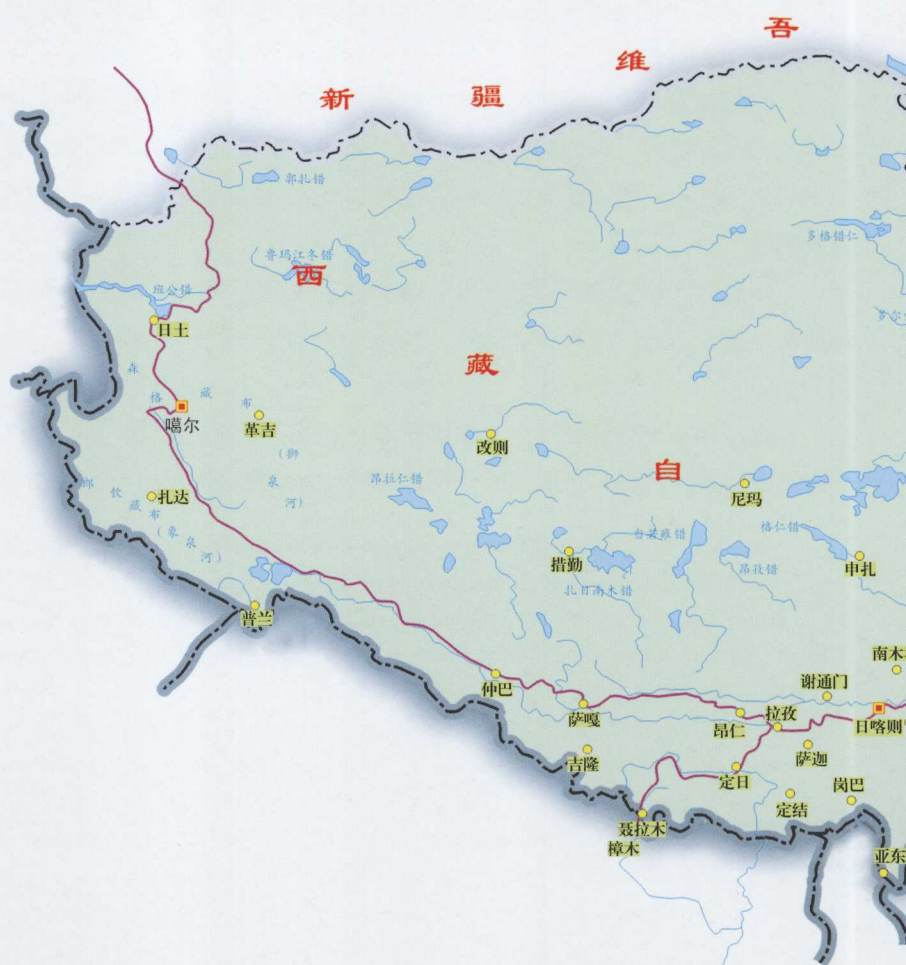 新 疆 维 吾
郭扎错
鲁玛江冬错
西
班公错
日土
多格错仁
多尔
藏
森
格
藏
布
(狮
泉
河)
噶尔
革吉
改则
自
昂拉仁错
尼玛
扎达
郎
钦
藏
布
(象
泉
河)
措勤
扎日南木错
昂孜错
格仁错
申扎
普兰
仲巴
萨嘎
吉隆
昂仁
拉孜
谢通门
南木
日喀则
萨迦
定日
定结
岗巴
聂拉木
樟木
亚东